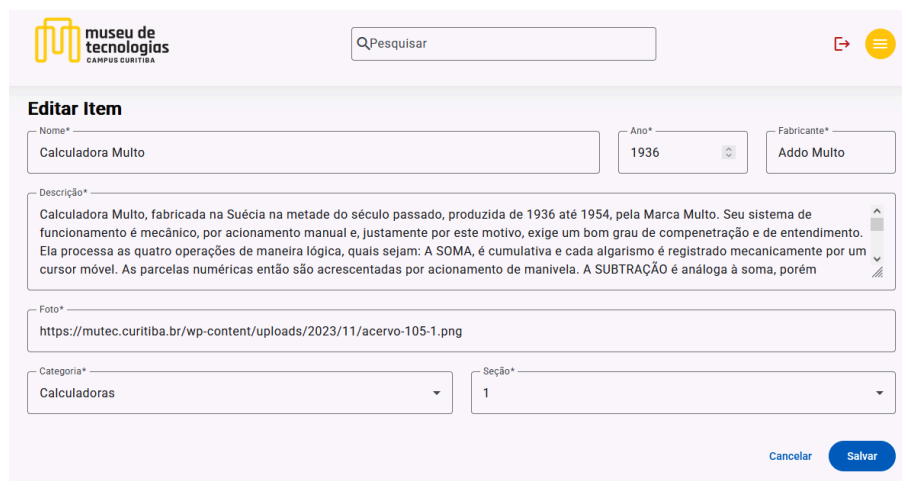 museu de
tecnologias
CAMPUS CURITIBA
Pesquisar
Editar Item
Nome*
Calculadora Multo
Ano*
1936
Fabricante*
Addo Multo
Descrição*
Calculadora Multo, fabricada na Suécia na metade do século passado, produzida de 1936 até 1954, pela Marca Multo. Seu sistema de
funcionamento é mecânico, por acionamento manual e, justamente por este motivo, exige um bom grau de compenetração e de entendimento.
Ela processa as quatro operações de maneira lógica, quais sejam: A SOMA, é cumulativa e cada algarismo é registrado mecanicamente por um
cursor móvel. As parcelas numéricas então são acrescentadas por acionamento de manivela. A SUBTRAÇÃO é análoga à soma, porém
Foto*
https://mutec.curitiba.br/wp-content/uploads/2023/11/acervo-105-1.png
Categoria*
Calculadoras
Seção*
1
Cancelar
Salvar